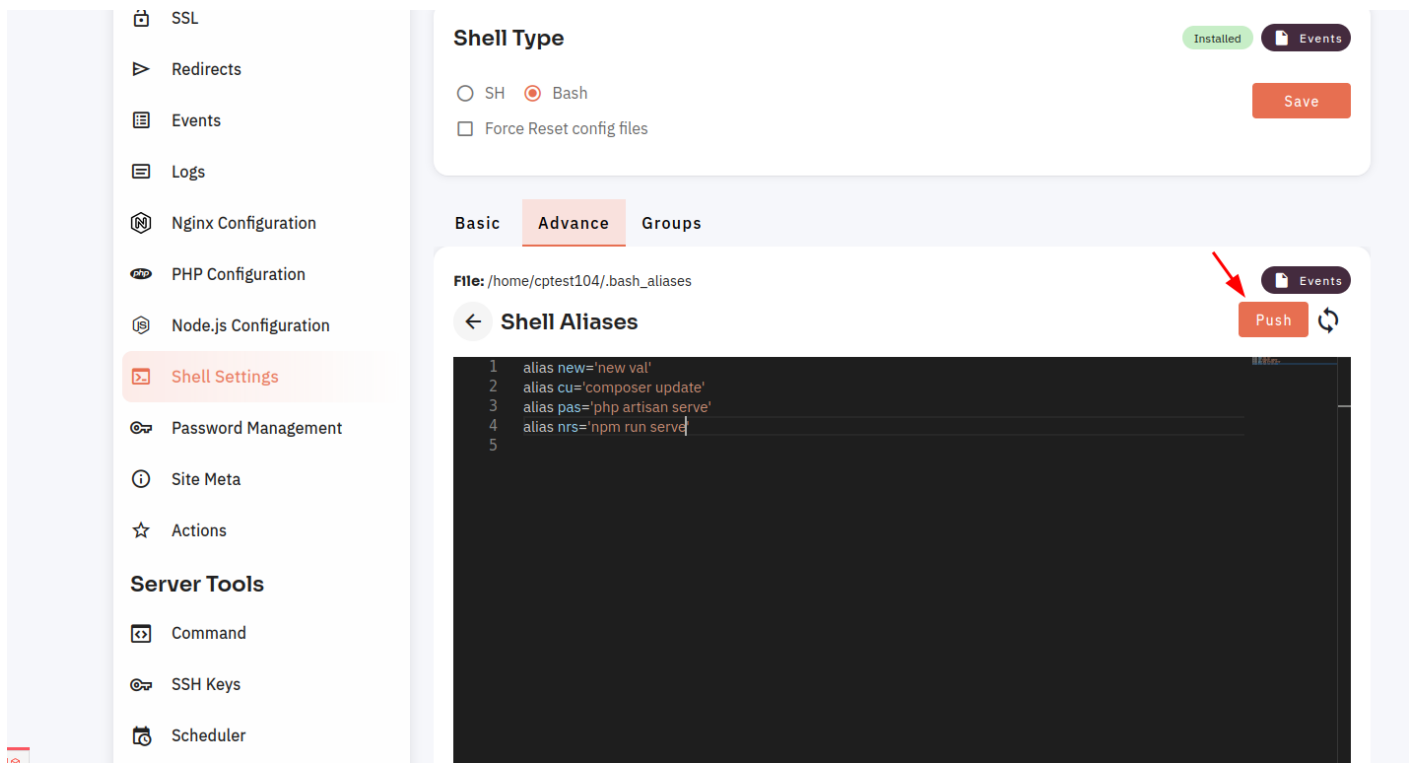 SSL
Redirects
Events
Logs
Nginx Configuration
php PHP Configuration
JS Node.js Configuration
Shell Settings
Password Management
Site Meta
Actions
Server Tools
Command
SSH Keys
Scheduler
Shell Type
Installed
Events
SH
Bash
Save
Force Reset config files
Basic
Advance
Groups
File: /home/cptest104/.bash_aliases
Events
Shell Aliases
Push
1 alias new='new val'
2 alias cu='composer update'
3 alias pas='php artisan serve'
4 alias nrs='npm run serve'
5